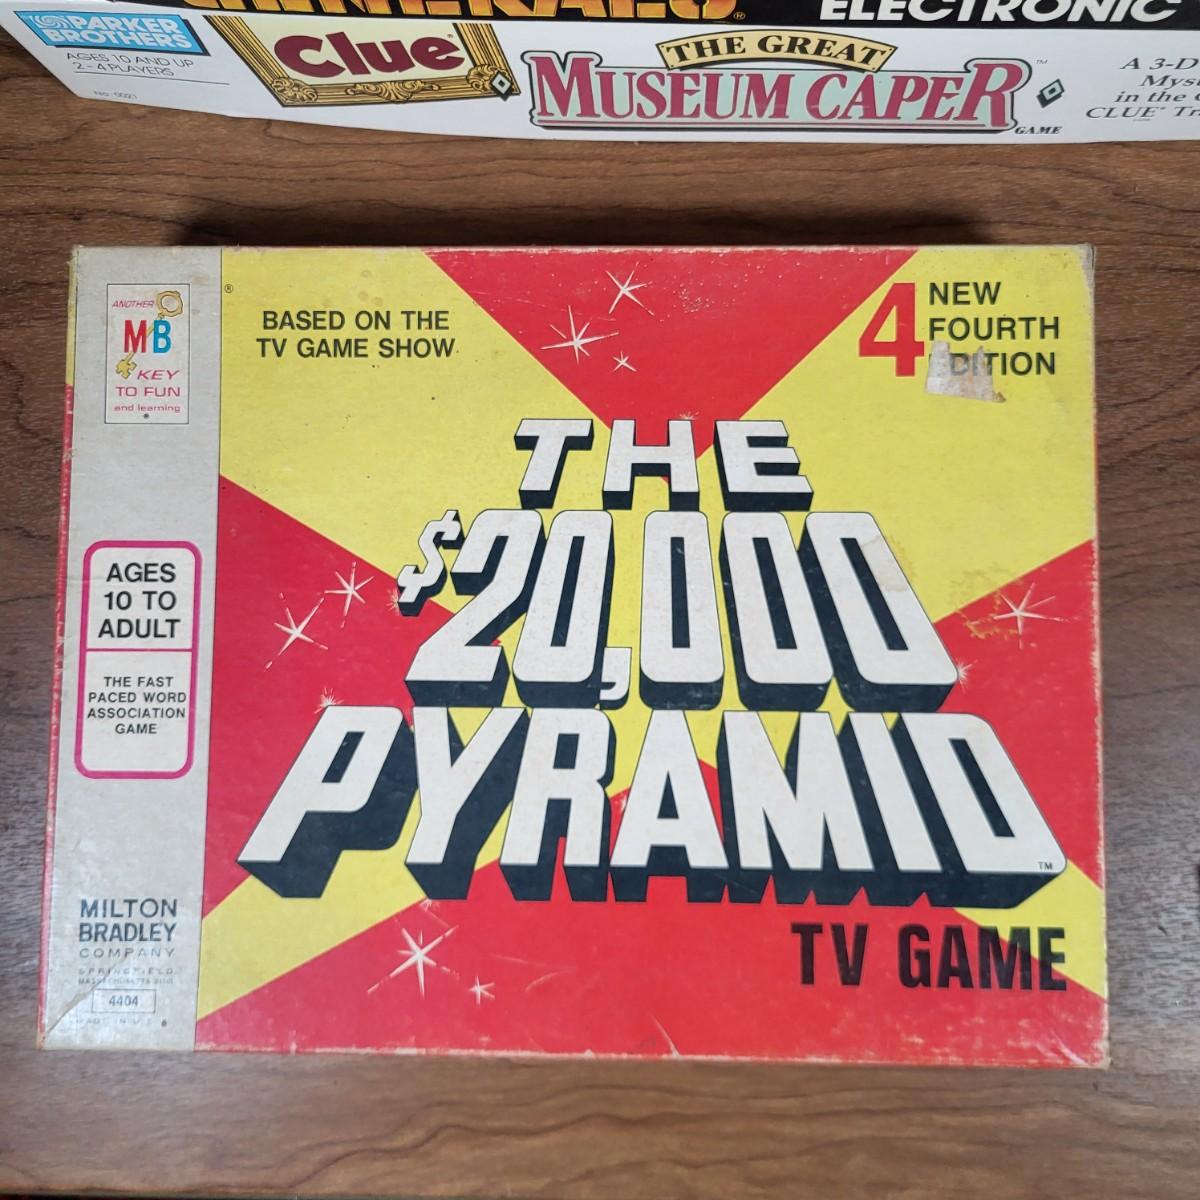 ELECTRONIC
PARKER
BROTHERS
AGES 10 AND UP
2-4 PLAYERS
No. 0021
Clue
THE GREAT
MUSEUM CAPER
GAME
A 3-D
in the
CLUE
BASED ON THE
TV GAME SHOW
4
NEW
FOURTH
EDITION
ANOTHER
MB
KEY
TO FUN
and learning
THE
$20,000
PYRAMID
TM
TV GAME
AGES
10 TO
ADULT
THE FAST
PACED WORD
ASSOCIATION
GAME
MILTON
BRADLEY
COMPANY
SPRINGFIELD
4404